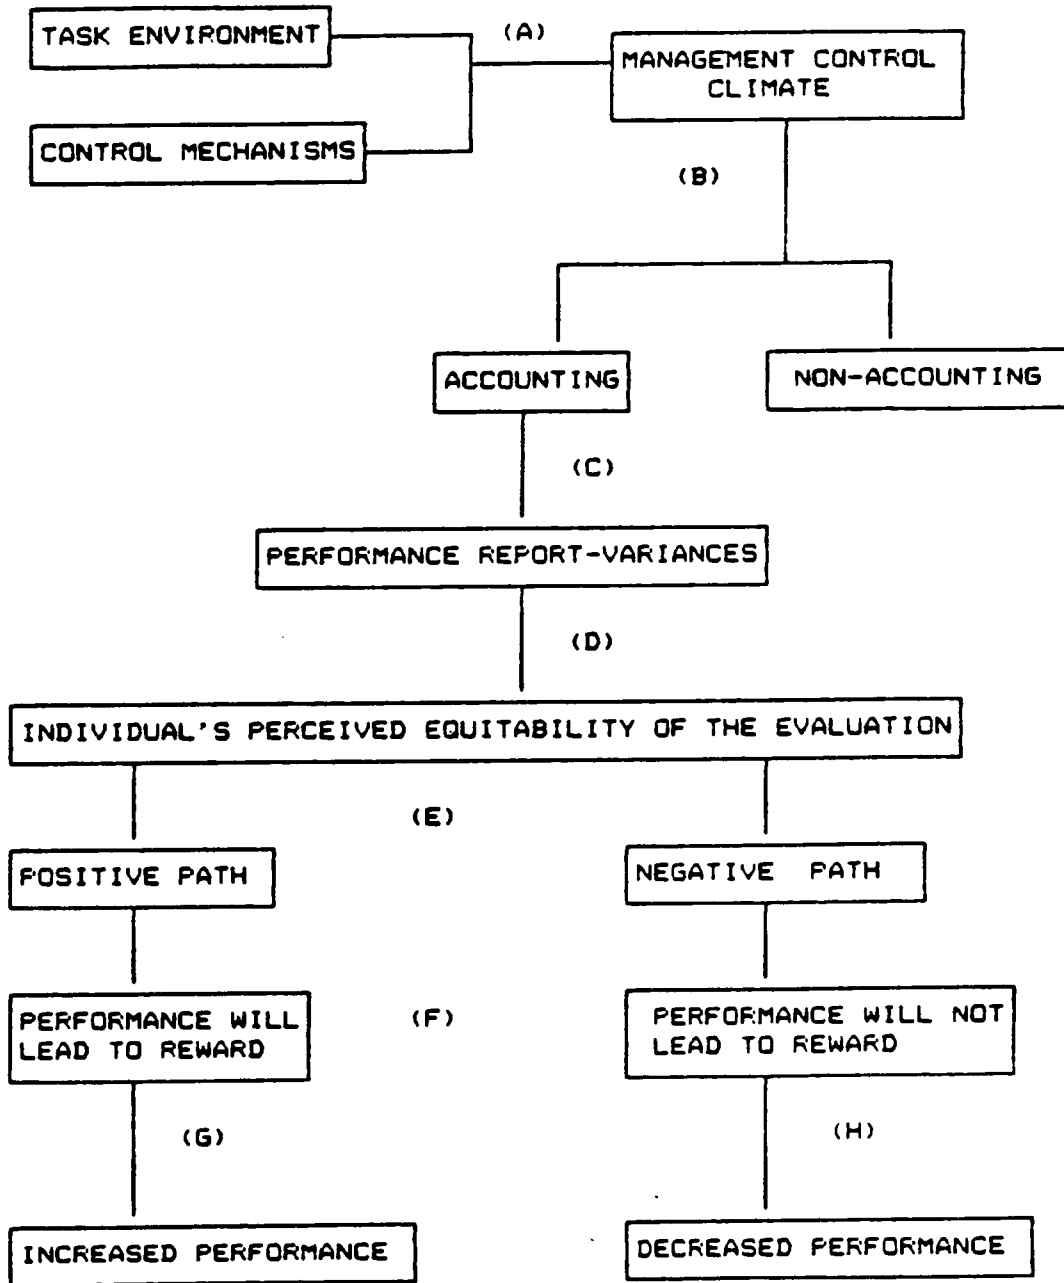 TASK ENVIRONMENT
(A)
MANAGEMENT CONTROL
CLIMATE
CONTROL MECHANISMS
(B)
ACCOUNTING
NON-ACCOUNTING
(C)
PERFORMANCE REPORT-VARIANCES
(D)
INDIVIDUAL'S PERCEIVED EQUITABILITY OF THE EVALUATION
(E)
POSITIVE PATH
NEGATIVE PATH
PERFORMANCE WILL
LEAD TO REWARD
(F)
PERFORMANCE WILL NOT
LEAD TO REWARD
(G)
(H)
INCREASED PERFORMANCE
DECREASED PERFORMANCE